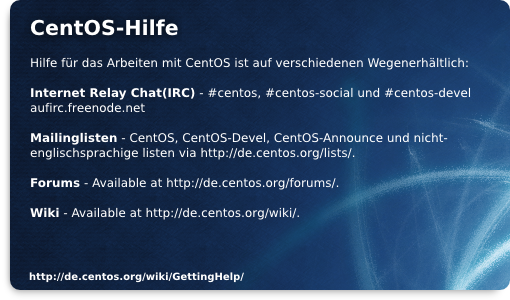 CentOS-Hilfe
Hilfe für das Arbeiten mit CentOS ist auf verschiedenen Wegenerhältlich:
Internet Relay Chat(IRC) - #centos, #centos-social und #centos-devel
aufirc.freenode.net
Mailinglisten - CentOS, CentOS-Devel, CentOS-Announce und nicht-
englischsprachige listen via http://de.centos.org/lists/.
Forums - Available at http://de.centos.org/forums/.
Wiki - Available at http://de.centos.org/wiki/.
http://de.centos.org/wiki/GettingHelp/